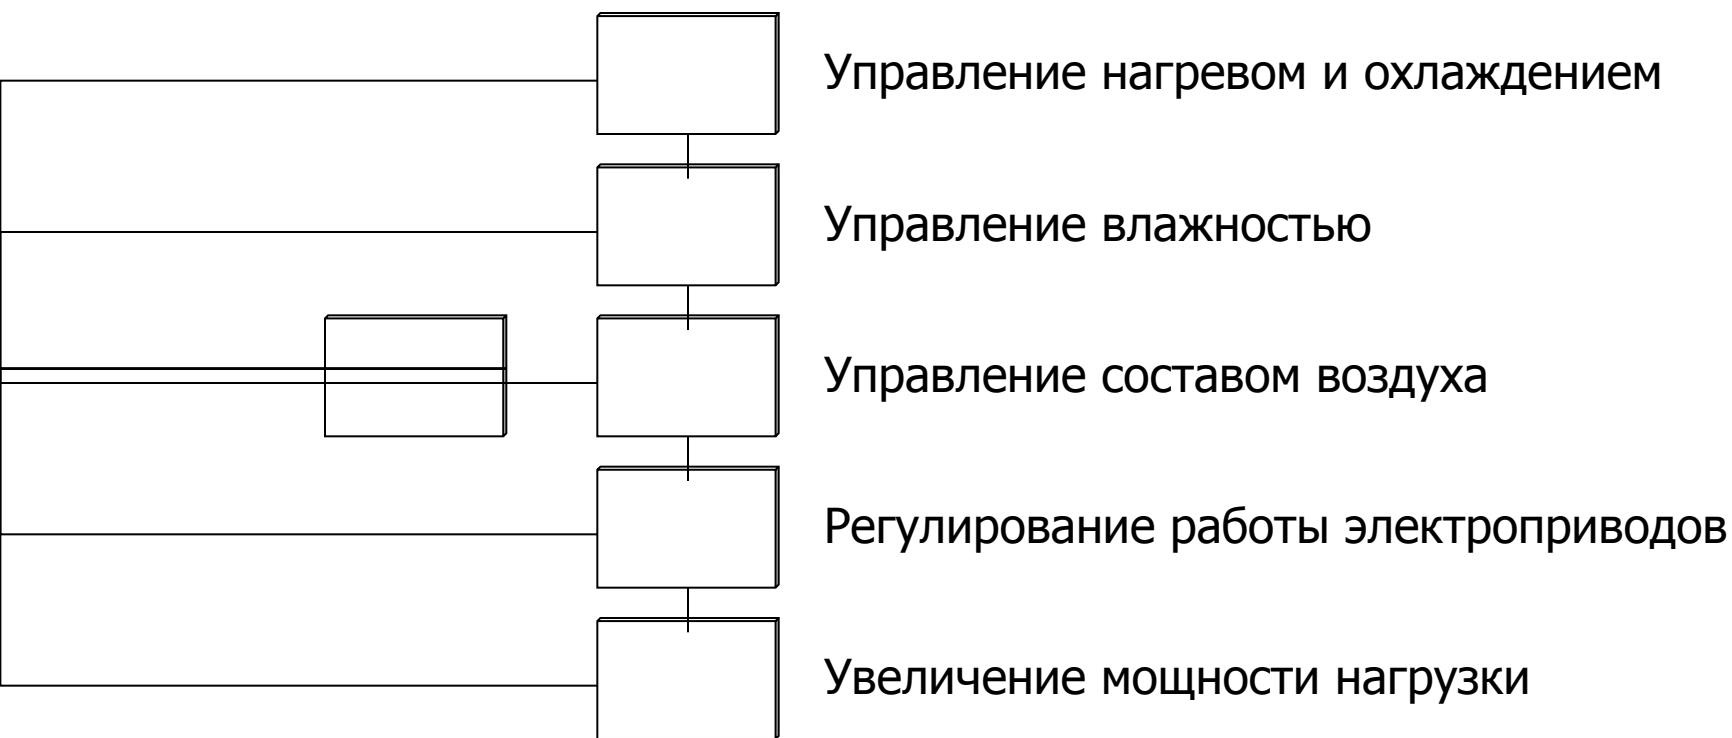 Управление нагревом и охлаждением
Управление влажностью
Управление составом воздуха
Регулирование работы электроприводов
Увеличение мощности нагрузки